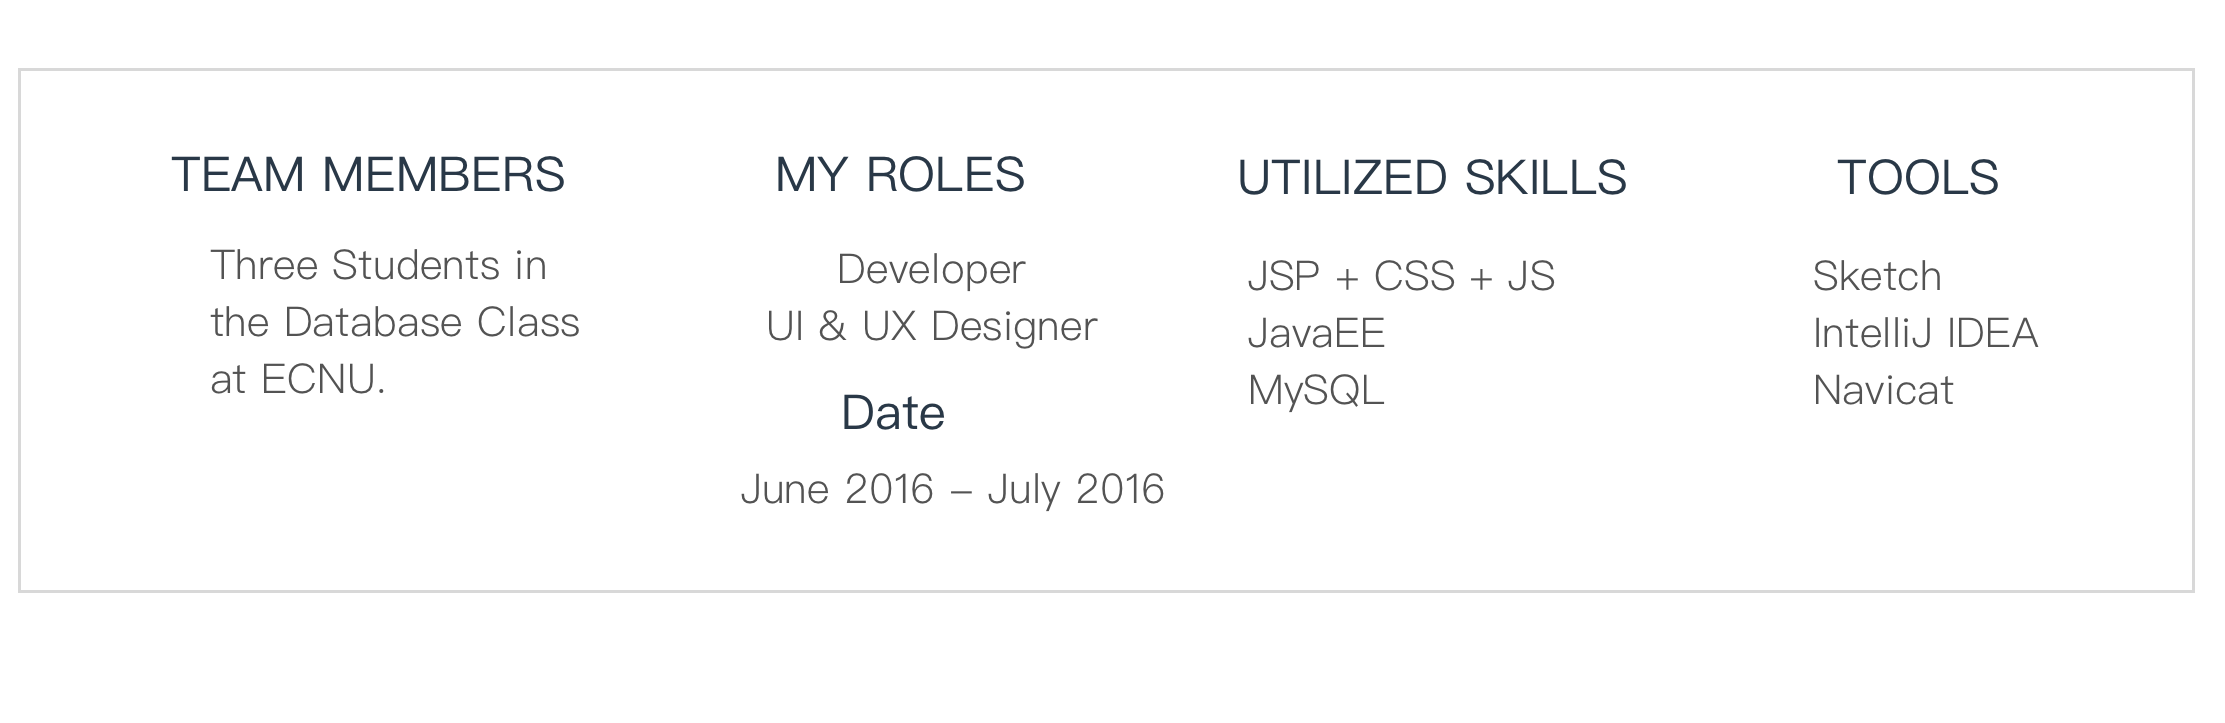 TEAM MEMBERS
Three Students in
the Database Class
at ECNU.
MY ROLES
Developer
UI & UX Designer
Date
June 2016 – July 2016
UTILIZED SKILLS
JSP + CSS + JS
JavaEE
MySQL
TOOLS
Sketch
IntelliJ IDEA
Navicat